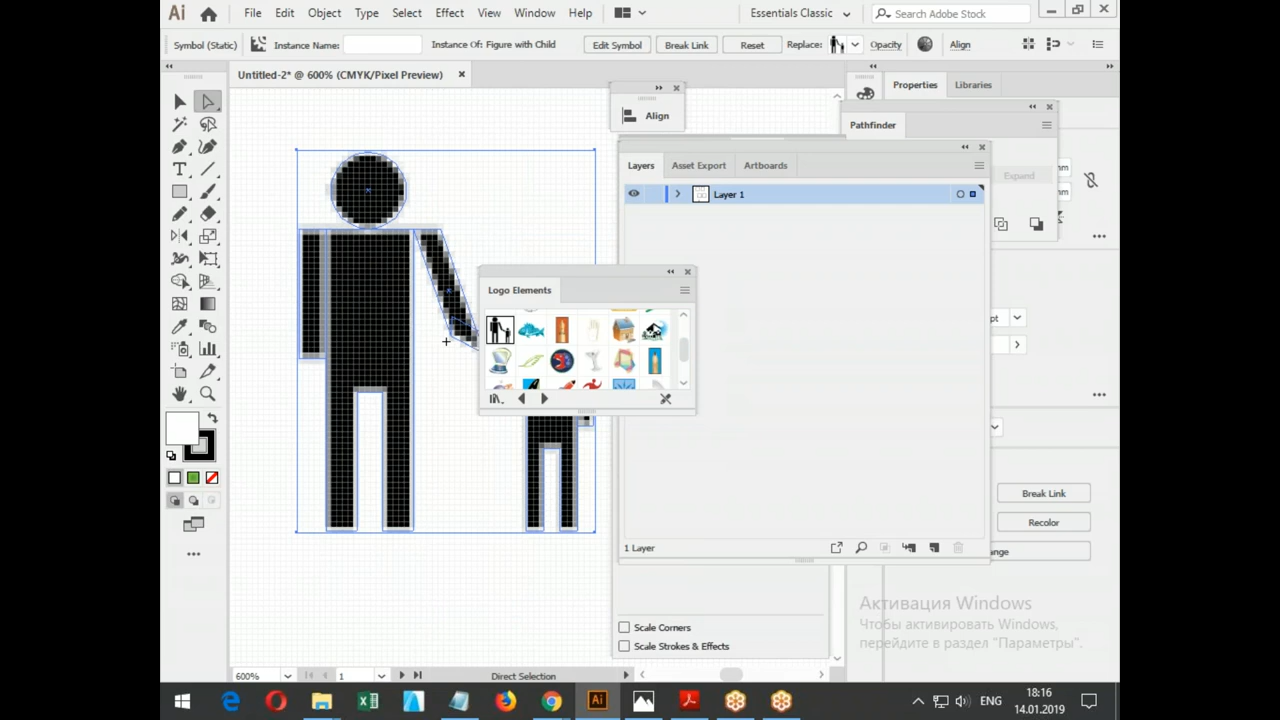 Ai
File Edit Object Type Select Effect View Window Help
Essentials Classic
Search Adobe Stock
Symbol (Static)
Instance Name:
Instance Of: Figure with Child
Edit Symbol
Break Link
Reset
Replace:
Opacity
Align
Untitled-2* @ 600% (CMYK/Pixel Preview)
Align
Properties
Libraries
Pathfinder
Expand
Layers
Asset Export
Artboards
Layer 1
Logo Elements
pt
Break Link
Recolor
ange
1 Layer
Scale Corners
Scale Strokes & Effects
Активация Windows
Чтобы активировать Windows,
перейдите в раздел "Параметры".
600%
1
Direct Selection
ENG
18:16
14.01.2019